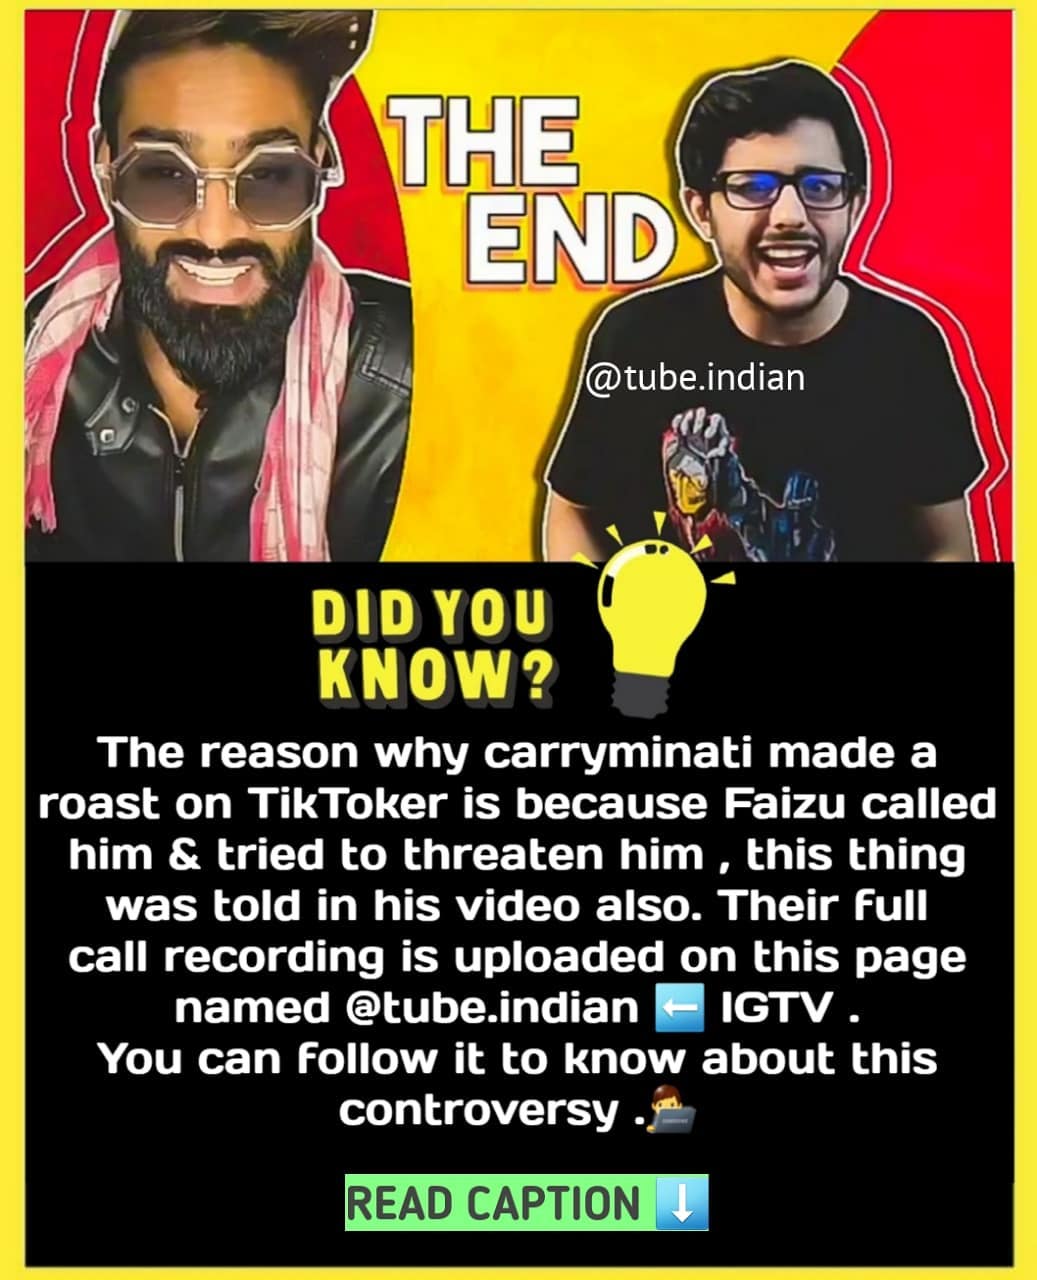 THE
END
@tube.indian
DID YOU
KNOW?
The reason why carryminati made a
roast on TikToker is because Faizu called
him & tried to threaten him , this thing
was told in his video also. Their full
call recording is uploaded on this page
named @tube.indian ⬅️ IGTV .
You can follow it to know about this
controversy .👨‍💻
READ CAPTION ⬇️